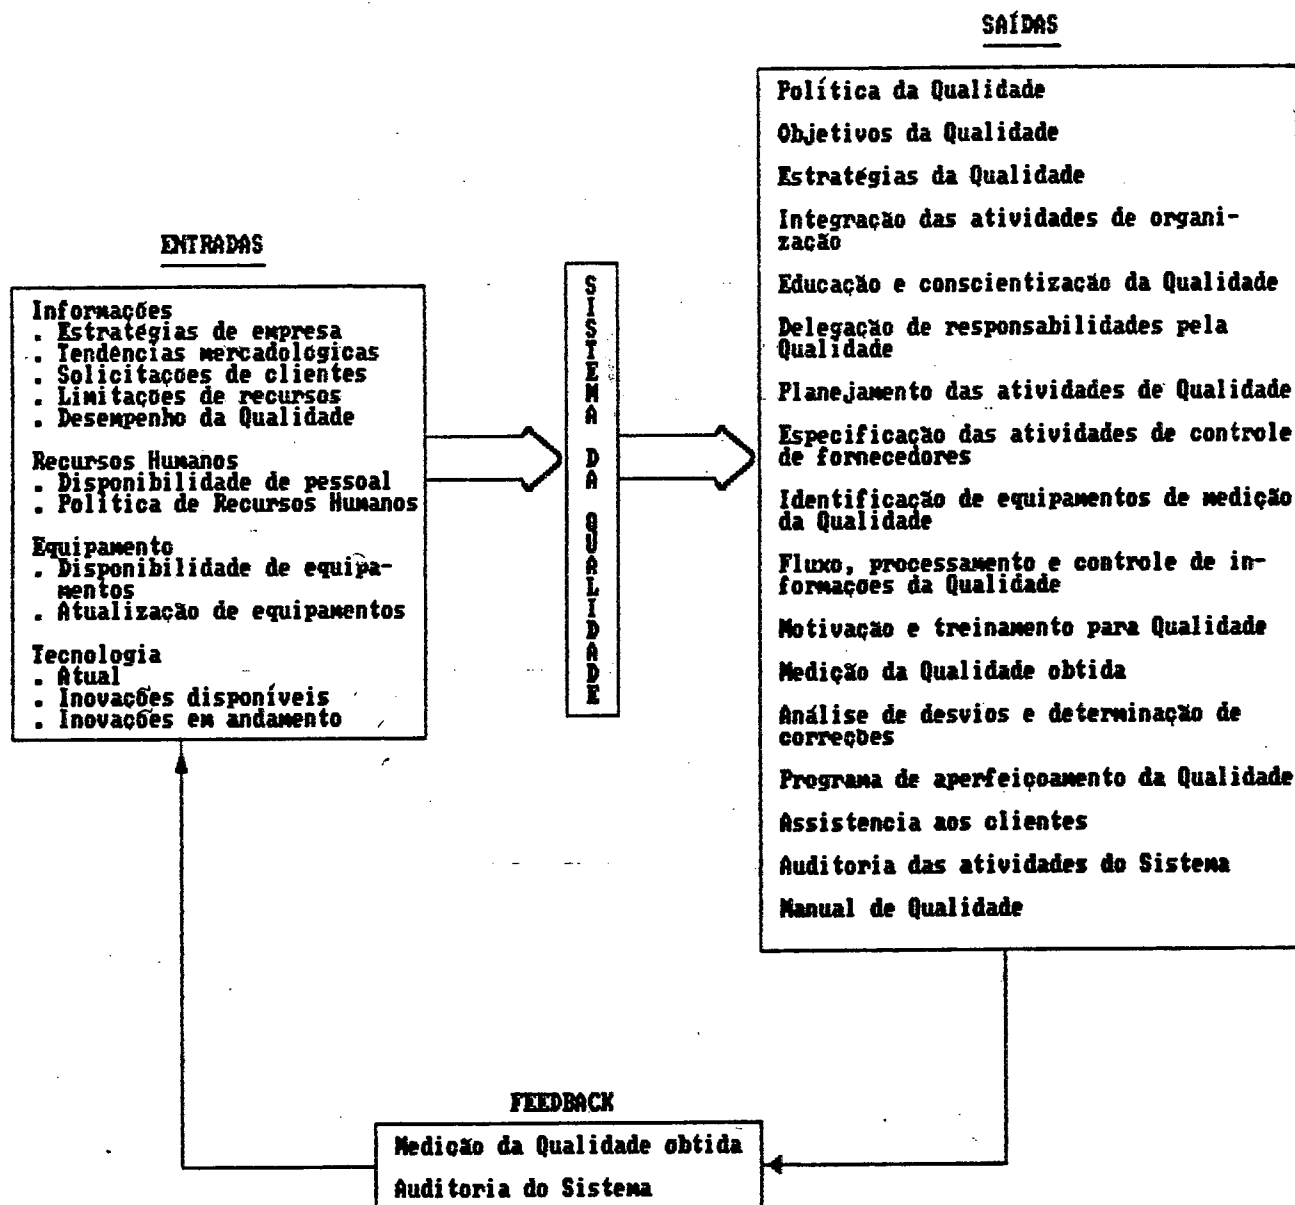 SAÍDAS
Política da Qualidade
Objetivos da Qualidade
Estratégias da Qualidade
Integração das atividades de organi-
zação
Educação e conscientização da Qualidade
Delegação de responsabilidades pela
Qualidade
Planejamento das atividades de Qualidade
Especificação das atividades de controle
de fornecedores
Identificação de equipamentos de medição
da Qualidade
Fluxo, processamento e controle de in-
formações da Qualidade
Motivação e treinamento para Qualidade
Medição da Qualidade obtida
Análise de desvios e determinação de
correções
Programa de aperfeiçoamento da Qualidade
Assistencia aos clientes
Auditoria das atividades do Sistema
Manual de Qualidade
ENTRADAS
Informações
. Estratégias de empresa
. Tendências mercadológicas
. Solicitações de clientes
. Limitações de recursos
. Desempenho da Qualidade
Recursos Humanos
. Disponibilidade de pessoal
. Política de Recursos Humanos
Equipamento
. Disponibilidade de equipa-
mentos
. Atualização de equipamentos
Tecnologia
. Atual
. Inovações disponíveis
. Inovações em andamento
SISTEMA DA QUALIDADE
FEEDBACK
Medição da Qualidade obtida
Auditoria do Sistema